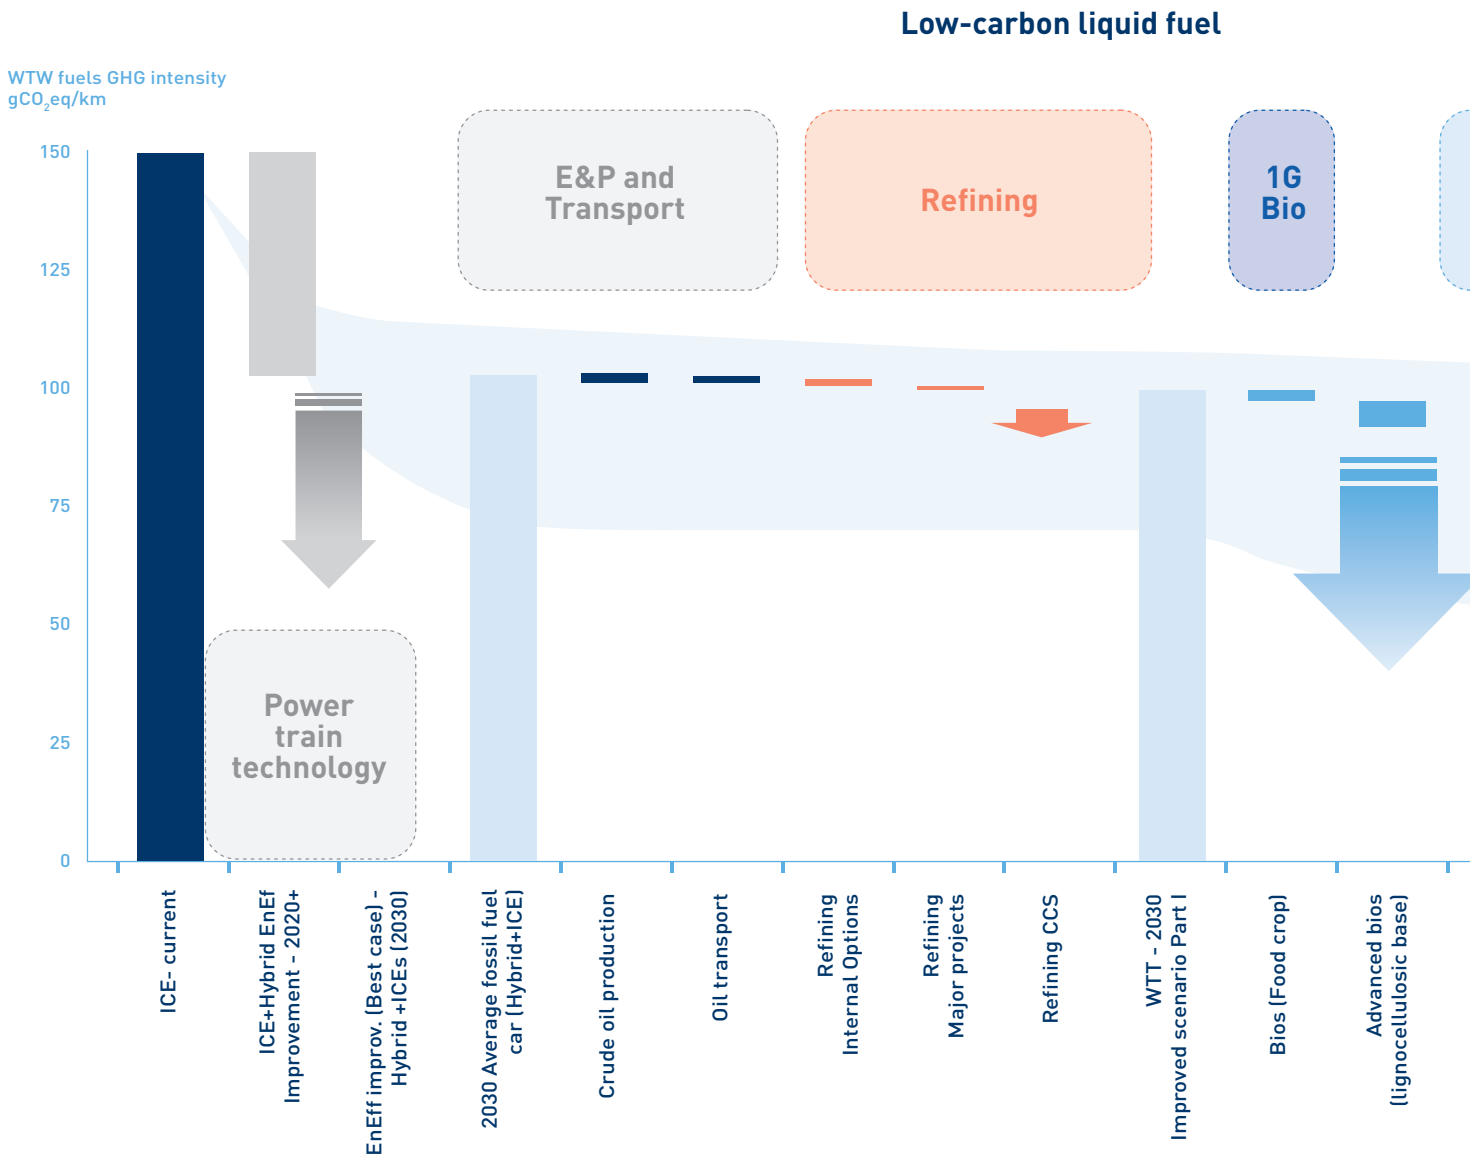 Low-carbon liquid fuel
WTW fuels GHG intensity
gCO₂eq/km
E&P and
Transport
Refining
1G
Bio
150
125
100
75
50
25
0
Power
train
technology
ICE- current
ICE+Hybrid EnEf
Improvement - 2020+
EnEff improv. (Best case) -
Hybrid +ICEs (2030)
2030 Average fossil fuel
car (Hybrid+ICE)
Crude oil production
Oil transport
Refining
Internal Options
Refining
Major projects
Refining CCS
WTT - 2030
Improved scenario Part I
Bios (Food crop)
Advanced bios
(lignocellulosic base)